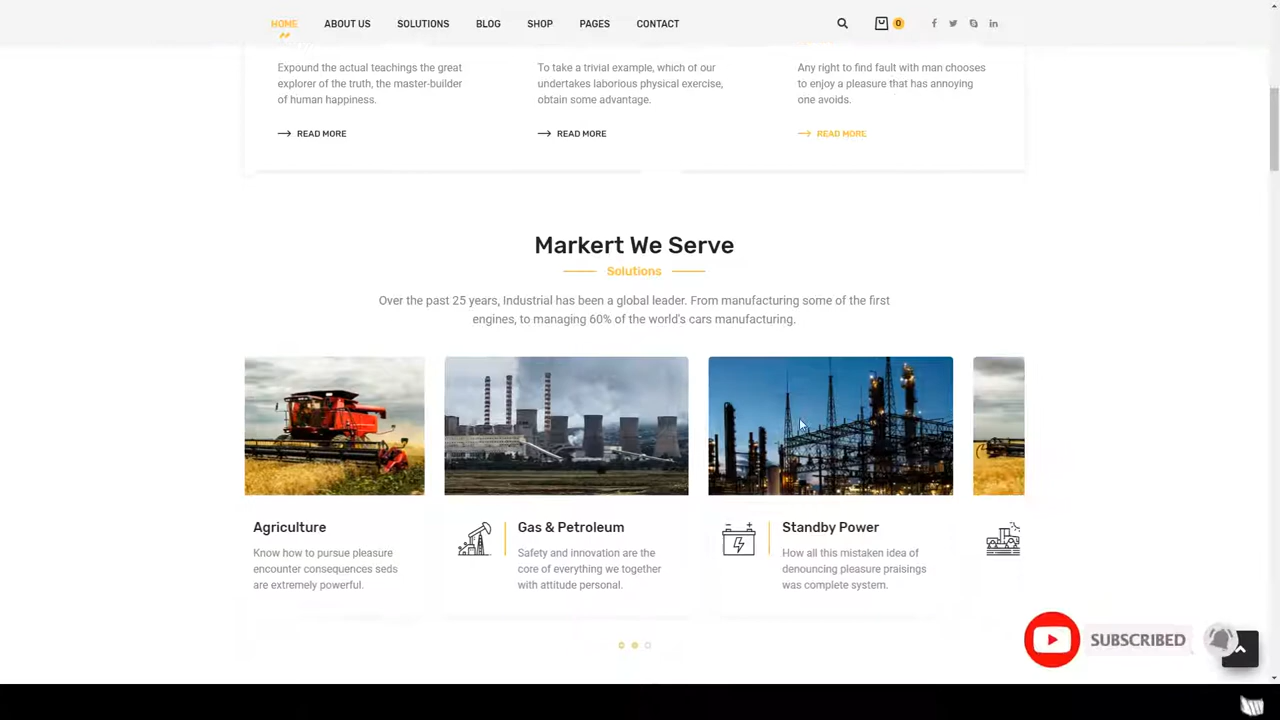 HOME ABOUT US SOLUTIONS BLOG SHOP PAGES CONTACT 0
Expound the actual teachings the great
explorer of the truth, the master-builder
of human happiness.
READ MORE
To take a trivial example, which of our
undertakes laborious physical exercise,
obtain some advantage.
READ MORE
Any right to find fault with man chooses
to enjoy a pleasure that has annoying
one avoids.
READ MORE
Markert We Serve
Solutions
Over the past 25 years, Industrial has been a global leader. From manufacturing some of the first
engines, to managing 60% of the world's cars manufacturing.
Agriculture
Know how to pursue pleasure
encounter consequences seds
are extremely powerful.
Gas & Petroleum
Safety and innovation are the
core of everything we together
with attitude personal.
Standby Power
How all this mistaken idea of
denouncing pleasure praisings
was complete system.
SUBSCRIBED